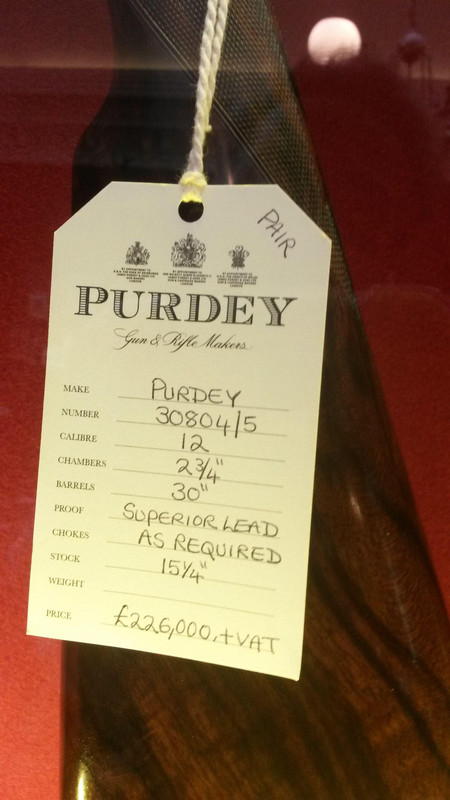 PAIR
PURDEY
Gun & Rifle Makers
MAKE PURDEY
NUMBER 30804/5
CALIBRE 12
CHAMBERS 2¾"
BARRELS 30"
PROOF SUPERIOR LEAD
CHOKES AS REQUIRED
STOCK 15¼"
WEIGHT
PRICE £226,000.+VAT